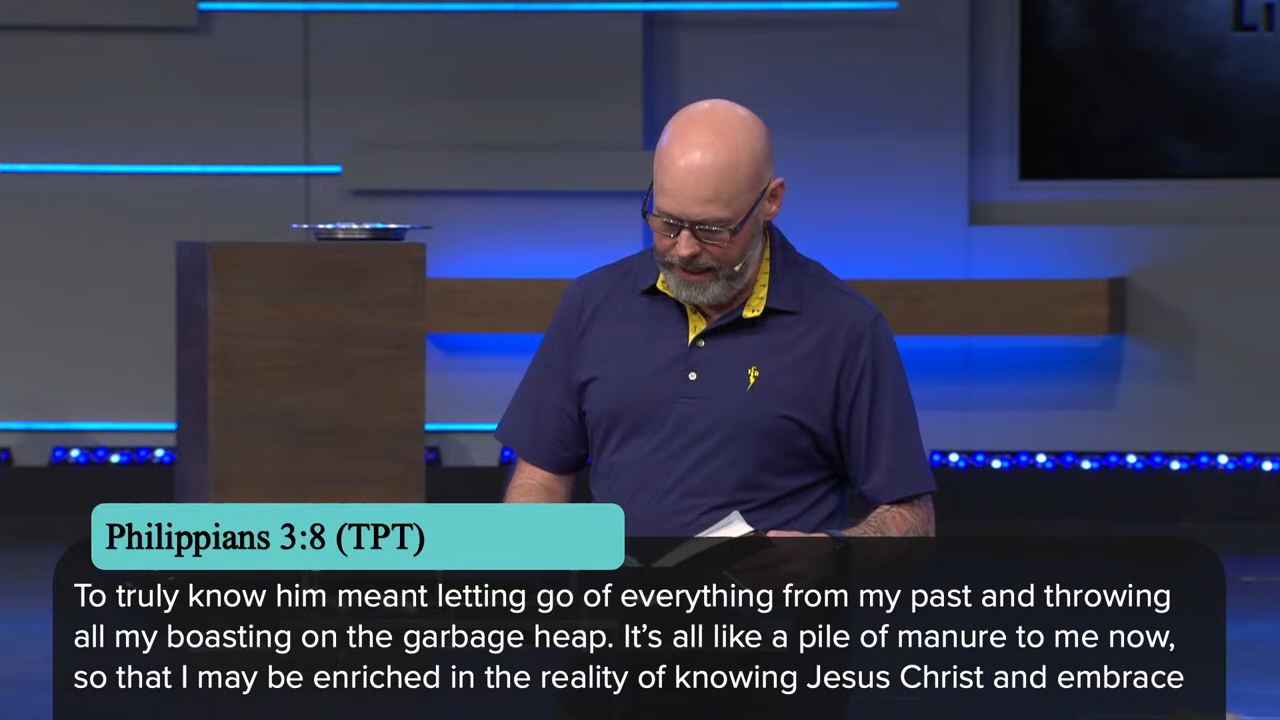 Li
Philippians 3:8 (TPT)
To truly know him meant letting go of everything from my past and throwing
all my boasting on the garbage heap. It’s all like a pile of manure to me now,
so that I may be enriched in the reality of knowing Jesus Christ and embrace